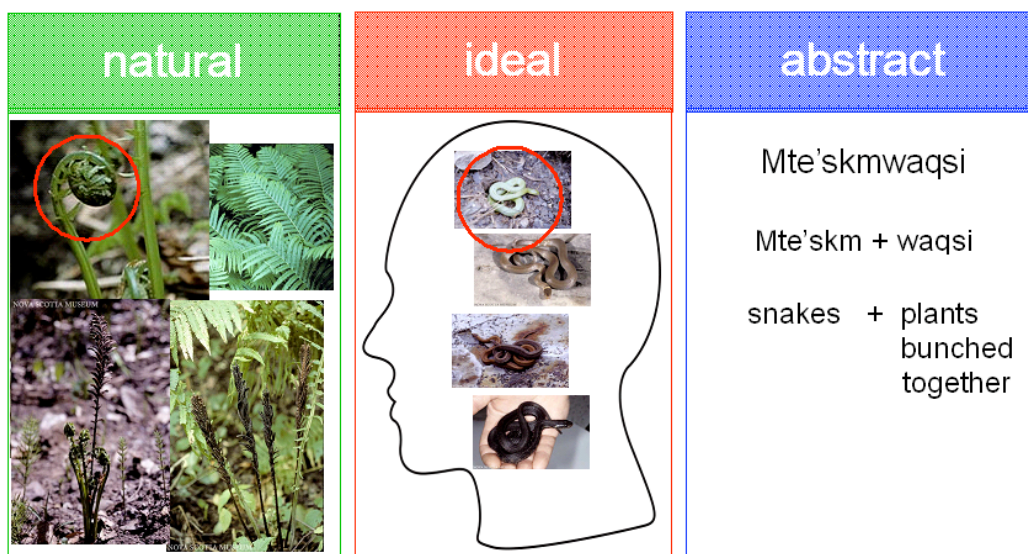 natural
ideal
abstract
NOVA SCOTIA MUSEUM
NOVA SCOTIA MUSEUM
Mte'skmwaqsi
Mte'skm + waqsi
snakes + plants
bunched
together